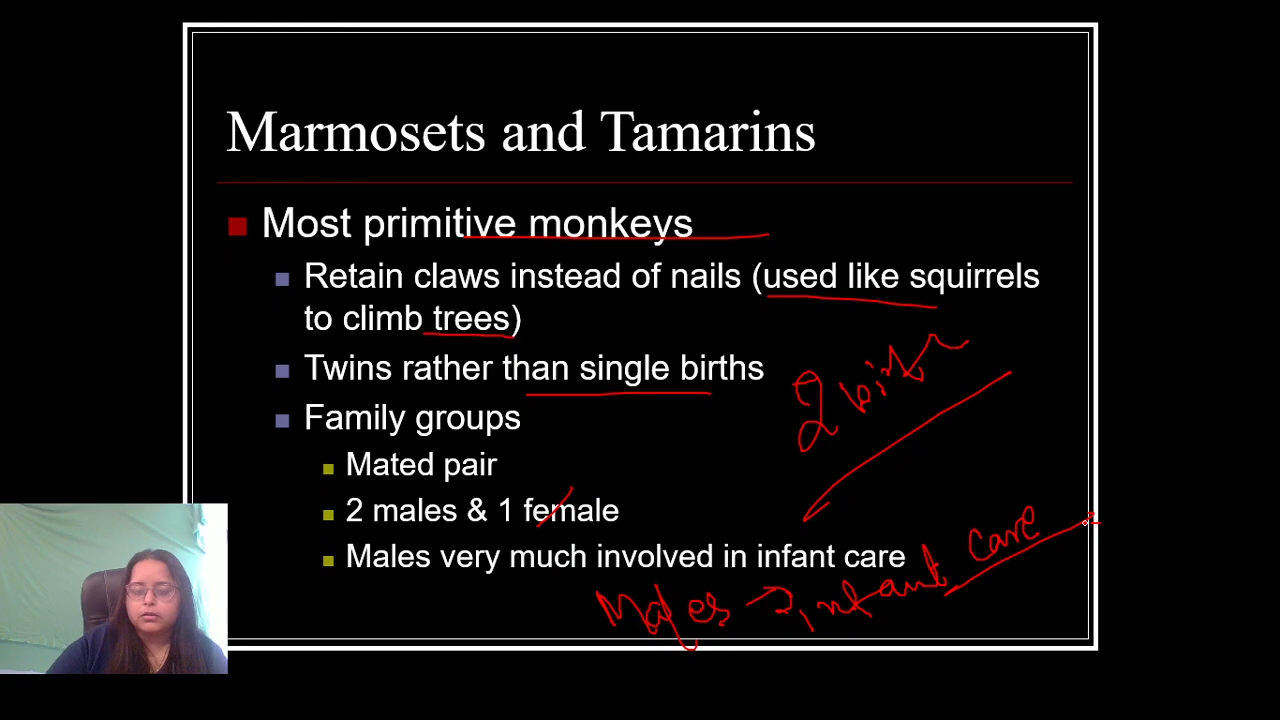 Marmosets and Tamarins
Most primitive monkeys
Retain claws instead of nails (used like squirrels
to climb trees)
Twins rather than single births
2 birth
Family groups
Mated pair
2 males & 1 female
Males very much involved in infant care
Males → infant care